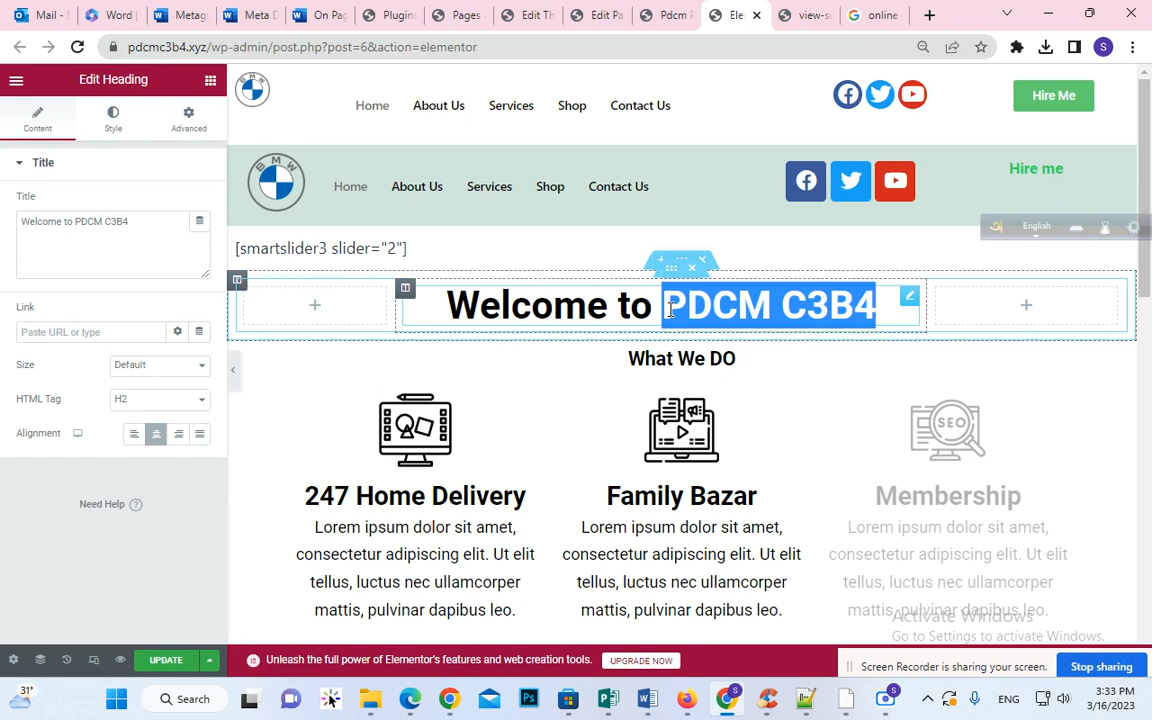 Mail -
Word
Metag
Meta D
On Pag
Plugins
Pages
Edit Th
Edit Pa
Pdcm
Ele
view-s
online
pdcmc3b4.xyz/wp-admin/post.php?post=6&action=elementor
S
Edit Heading
Content
Style
Advanced
Title
Title
Welcome to PDCM C3B4
Link
Paste URL or type
Size
Default
HTML Tag
H2
Alignment
Need Help ?
UPDATE
BMW
Home
About Us
Services
Shop
Contact Us
Hire Me
BMW
Home
About Us
Services
Shop
Contact Us
Hire me
English
[smartslider3 slider="2"]
Welcome to PDCM C3B4
What We DO
SEO
247 Home Delivery
Family Bazar
Membership
Lorem ipsum dolor sit amet,
consectetur adipiscing elit. Ut elit
tellus, luctus nec ullamcorper
mattis, pulvinar dapibus leo.
Lorem ipsum dolor sit amet,
consectetur adipiscing elit. Ut elit
tellus, luctus nec ullamcorper
mattis, pulvinar dapibus leo.
Lorem ipsum dolor sit amet,
consectetur adipiscing elit. Ut elit
tellus, luctus nec ullamcorper
mattis, pulvinar dapibus leo.
Activate Windows
Go to Settings to activate Windows.
Unleash the full power of Elementor's features and web creation tools.
UPGRADE NOW
Screen Recorder is sharing your screen.
Stop sharing
31°
Search
Ps
ENG
3:33 PM
3/16/2023